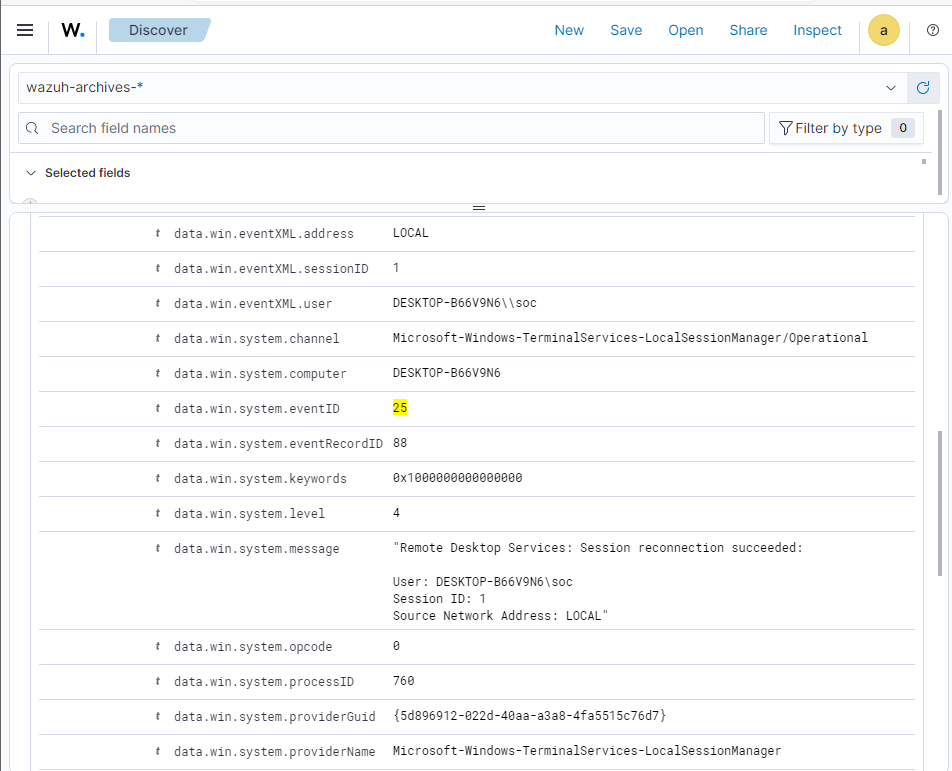 W. Discover New Save Open Share Inspect a
wazuh-archives-*
Search field names Filter by type 0
Selected fields
t data.win.eventXML.address LOCAL
t data.win.eventXML.sessionID 1
t data.win.eventXML.user DESKTOP-B66V9N6\\soc
t data.win.system.channel Microsoft-Windows-TerminalServices-LocalSessionManager/Operational
t data.win.system.computer DESKTOP-B66V9N6
t data.win.system.eventID 25
t data.win.system.eventRecordID 88
t data.win.system.keywords 0x1000000000000000
t data.win.system.level 4
t data.win.system.message "Remote Desktop Services: Session reconnection succeeded:
User: DESKTOP-B66V9N6\soc
Session ID: 1
Source Network Address: LOCAL"
t data.win.system.opcode 0
t data.win.system.processID 760
t data.win.system.providerGuid {5d896912-022d-40aa-a3a8-4fa5515c76d7}
t data.win.system.providerName Microsoft-Windows-TerminalServices-LocalSessionManager